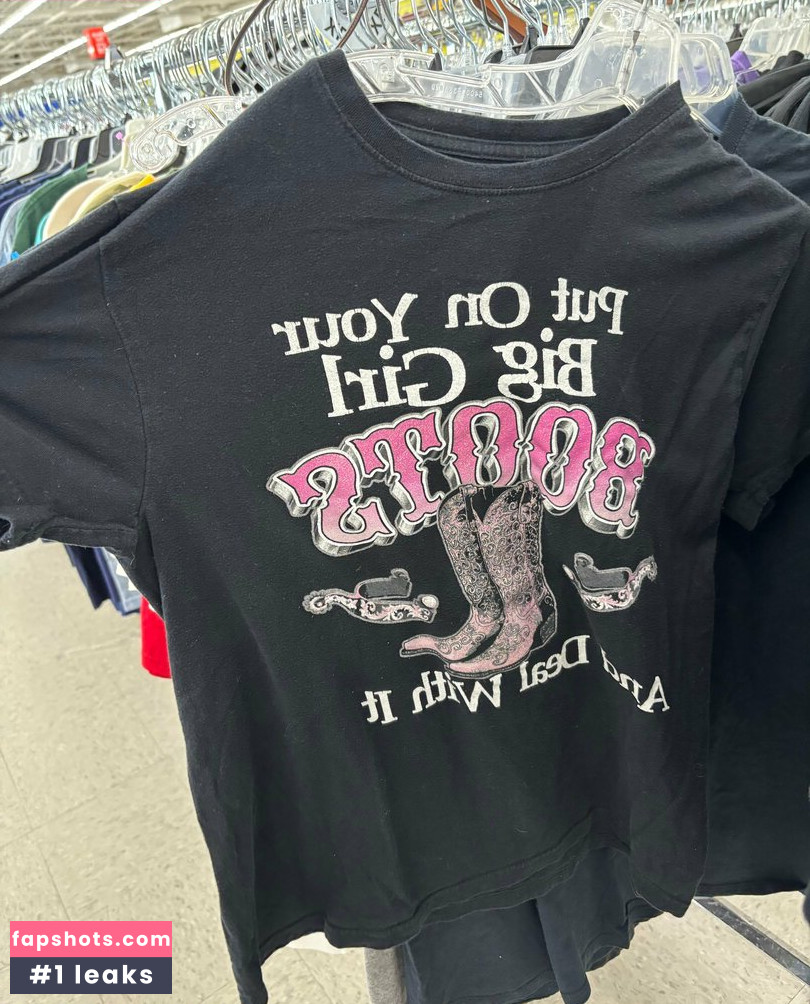 Put On Your
Big Girl
BOOTS
And Deal With It
fapshots.com
#1 leaks